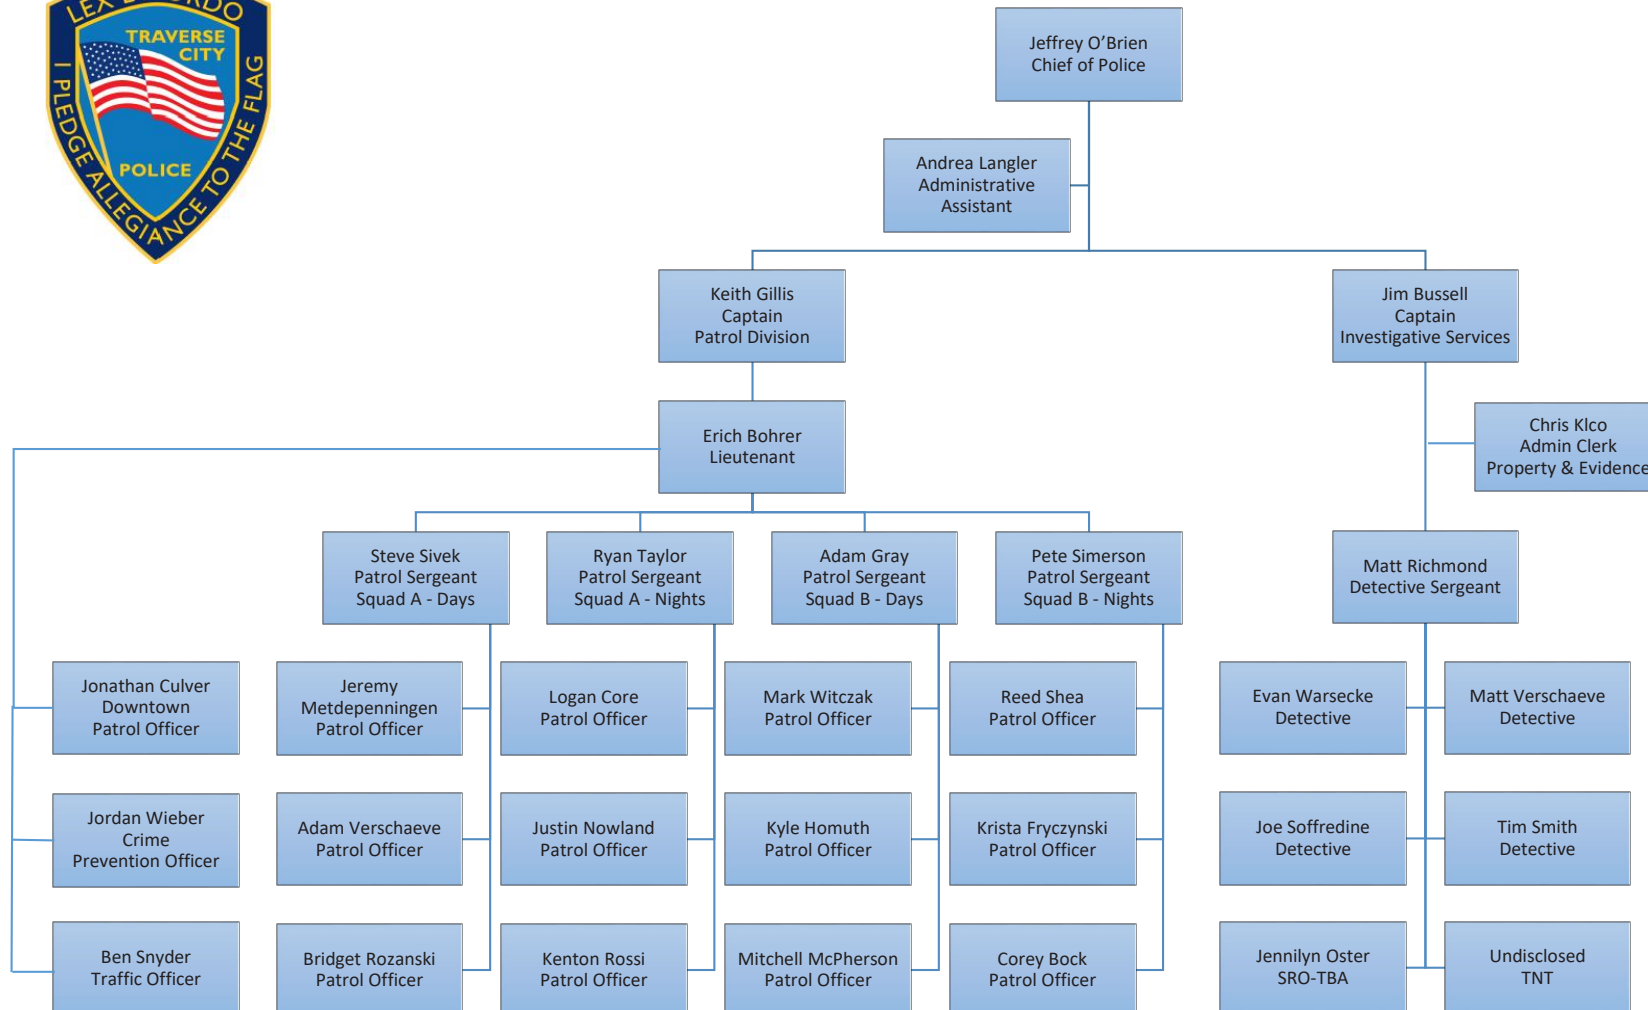 TRAVERSE
CITY
POLICE
I PLEDGE ALLEGIANCE TO THE FLAG
Jeffrey O’Brien
Chief of Police
Andrea Langler
Administrative
Assistant
Keith Gillis
Captain
Patrol Division
Jim Bussell
Captain
Investigative Services
Erich Bohrer
Lieutenant
Chris Klco
Admin Clerk
Property & Evidence
Steve Sivek
Patrol Sergeant
Squad A - Days
Ryan Taylor
Patrol Sergeant
Squad A - Nights
Adam Gray
Patrol Sergeant
Squad B - Days
Pete Simerson
Patrol Sergeant
Squad B - Nights
Matt Richmond
Detective Sergeant
Jonathan Culver
Downtown
Patrol Officer
Jeremy
Metdepenningen
Patrol Officer
Logan Core
Patrol Officer
Mark Witczak
Patrol Officer
Reed Shea
Patrol Officer
Evan Warsecke
Detective
Matt Verschaeve
Detective
Jordan Wieber
Crime
Prevention Officer
Adam Verschaeve
Patrol Officer
Justin Nowland
Patrol Officer
Kyle Homuth
Patrol Officer
Krista Fryczynski
Patrol Officer
Joe Soffredine
Detective
Tim Smith
Detective
Ben Snyder
Traffic Officer
Bridget Rozanski
Patrol Officer
Kenton Rossi
Patrol Officer
Mitchell McPherson
Patrol Officer
Corey Bock
Patrol Officer
Jennilyn Oster
SRO-TBA
Undisclosed
TNT